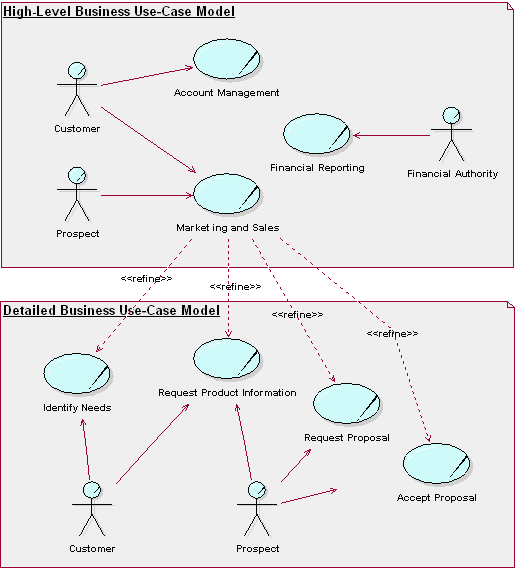 High-Level Business Use-Case Model
Account Management
Customer
Financial Reporting
Financial Authority
Prospect
Marketing and Sales
<<refine>>
<<refine>>
<<refine>>
<<refine>>
Detailed Business Use-Case Model
Identify Needs
Request Product Information
Request Proposal
Accept Proposal
Customer
Prospect